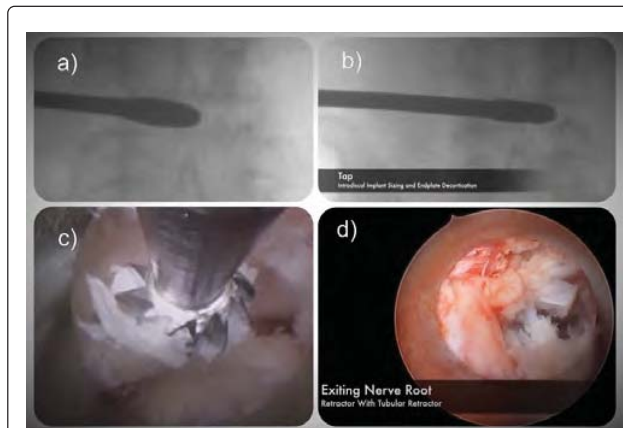 a)
b)
Tap
Intradiscal Implant Sizing and Endplate Decortication
c)
d)
Exiting Nerve Root
Retractor With Tubular Retractor